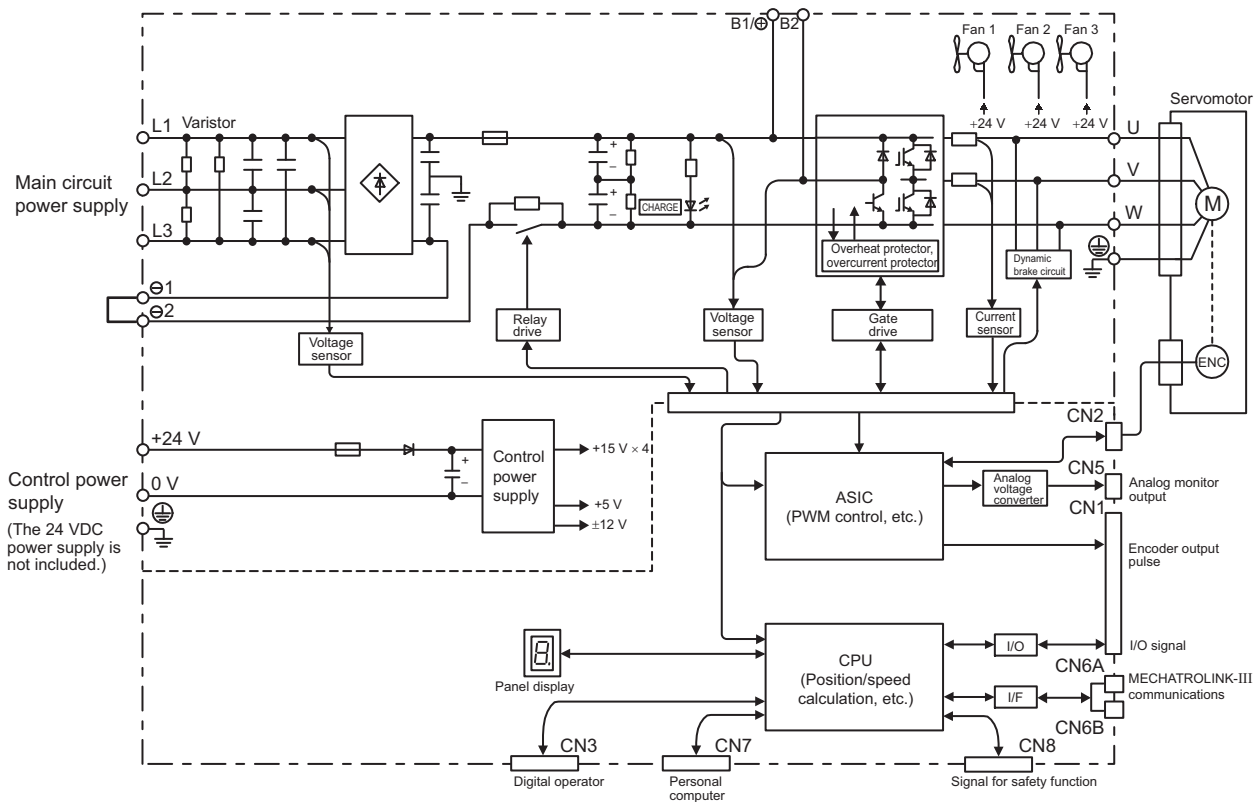 B1/⊕ B2
Fan 1 Fan 2 Fan 3
+24 V +24 V +24 V
Servomotor
L1
Varistor
U
L2
V
L3
W
Main circuit
power supply
+
–
+
–
CHARGE
Overheat protector,
overcurrent protector
Dynamic
brake circuit
M
⊖1
⊖2
Voltage
sensor
Relay
drive
Voltage
sensor
Gate
drive
Current
sensor
ENC
CN2
+24 V
+
–
0 V
Control power
supply
(The 24 VDC
power supply is
not included.)
Control
power
supply
+15 V × 4
+5 V
±12 V
ASIC
(PWM control, etc.)
Analog
voltage
converter
CN5
Analog monitor
output
CN1
Encoder output
pulse
Panel display
8.
CPU
(Position/speed
calculation, etc.)
I/O
I/O signal
I/F
CN6A
MECHATROLINK-III
communications
CN6B
CN3
Digital operator
CN7
Personal
computer
CN8
Signal for safety function